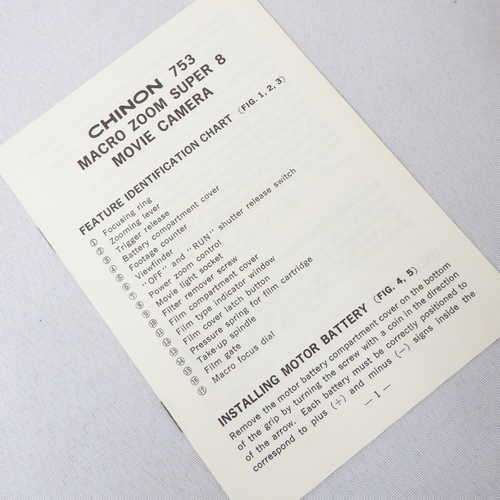 CHINON 753
MACRO ZOOM SUPER 8
MOVIE CAMERA
FEATURE IDENTIFICATION CHART (FIG. 1, 2, 3)
① Focusing ring
② Zooming lever
③ Trigger release
④ Battery compartment cover
⑤ Footage counter
⑥ Viewfinder
⑦ "OFF" and "RUN" shutter release switch
⑧ Power zoom control
⑨ Movie light socket
⑩ Filter remover screw
⑪ Film compartment cover
⑫ Film type indicator window
⑬ Film cover latch button
⑭ Pressure spring for film cartridge
⑮ Take-up spindle
⑯ Film gate
⑰ Macro focus dial
INSTALLING MOTOR BATTERY (FIG. 4, 5)
Remove the motor battery compartment cover on the bottom
of the grip by turning the screw with a coin in the direction
of the arrow. Each battery must be correctly positioned to
correspond to plus (+) and minus (−) signs inside the
— 1 —